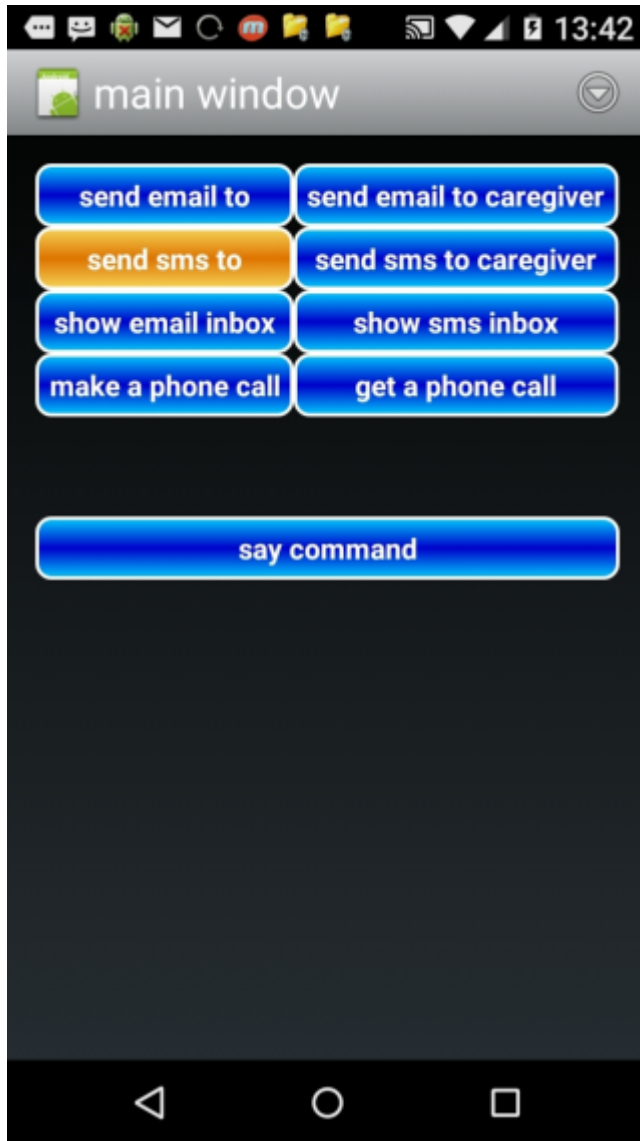 13:42
main window
send email to send email to caregiver
send sms to send sms to caregiver
show email inbox show sms inbox
make a phone call get a phone call
say command